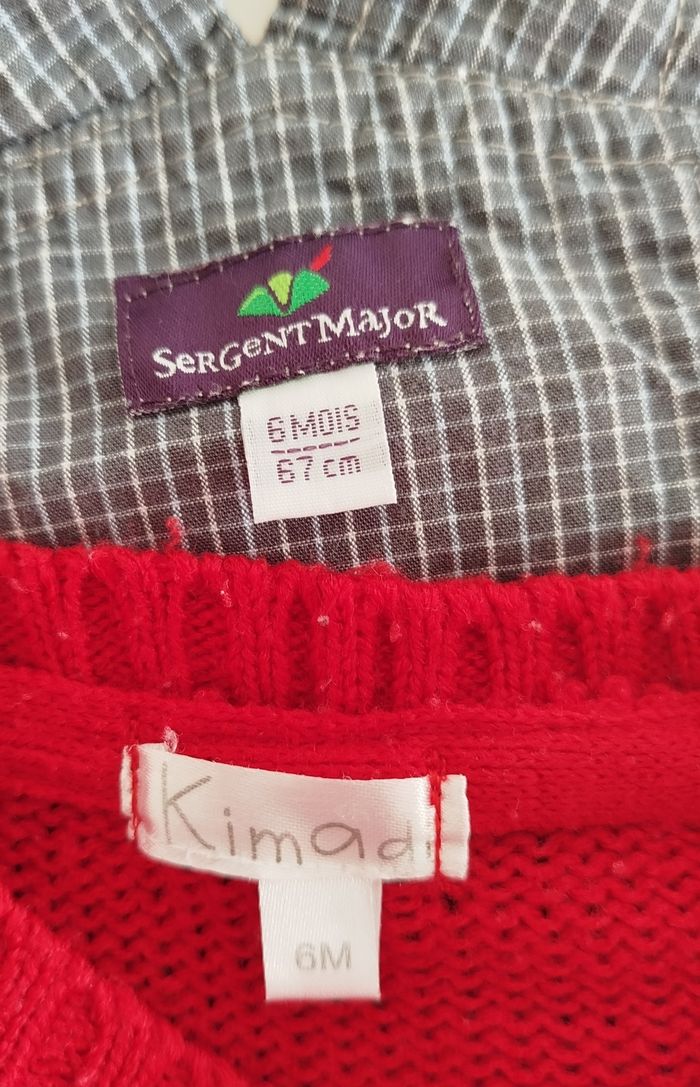 SeRGeNT MaJoR
6 MOIS
67 cm
Kimadi
6M